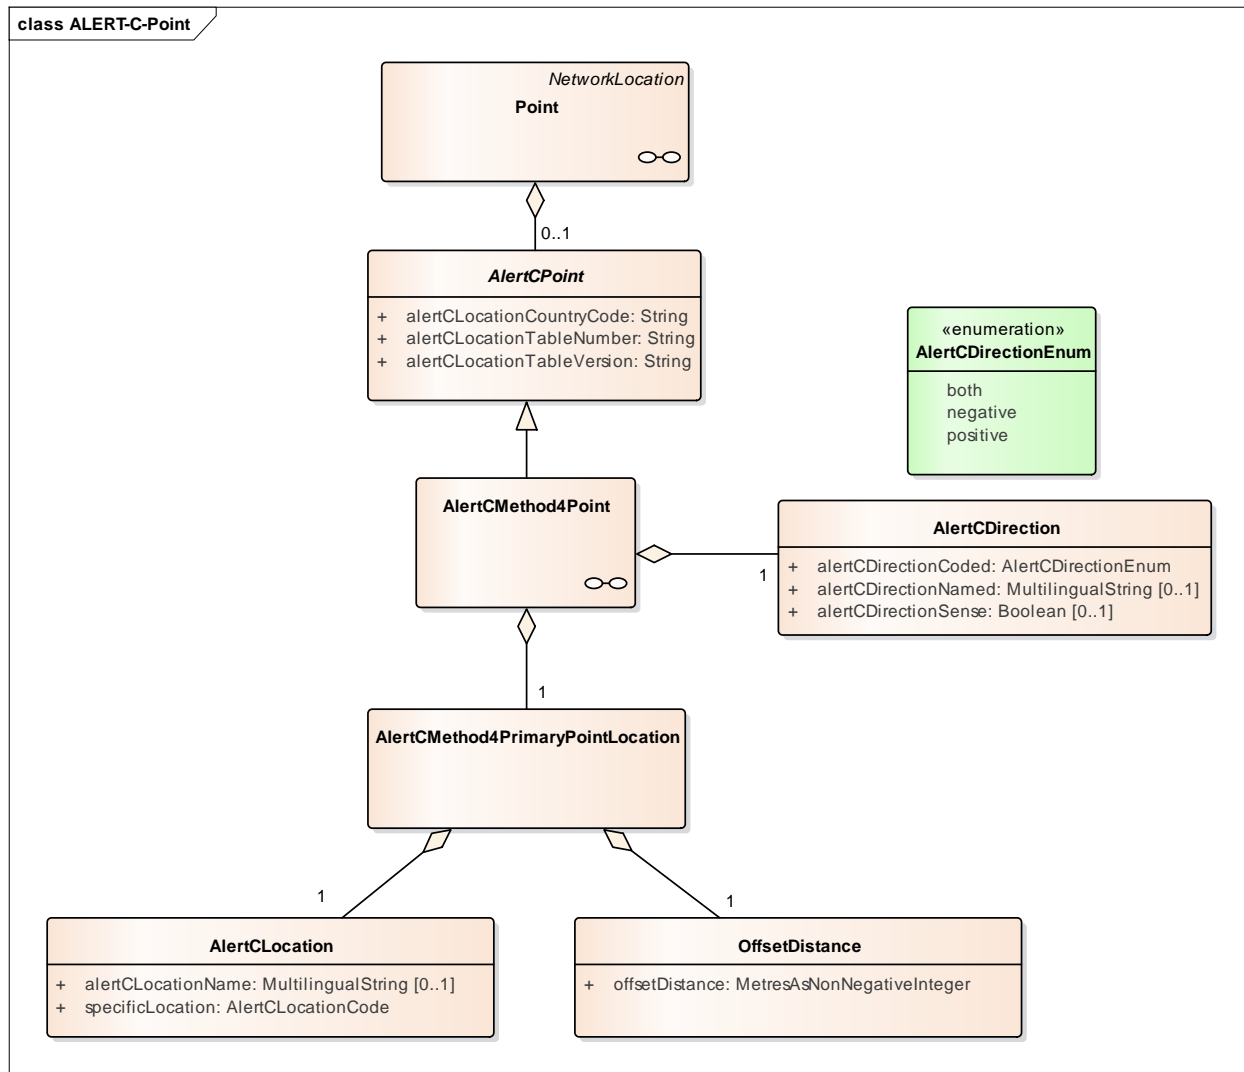 class ALERT-C-Point
NetworkLocation
Point
0..1
AlertCPoint
+ alertCLocationCountryCode: String
+ alertCLocationTableNumber: String
+ alertCLocationTableVersion: String
«enumeration»
AlertCDirectionEnum
both
negative
positive
AlertCMethod4Point
1
AlertCDirection
+ alertCDirectionCoded: AlertCDirectionEnum
+ alertCDirectionNamed: MultilingualString [0..1]
+ alertCDirectionSense: Boolean [0..1]
1
AlertCMethod4PrimaryPointLocation
1
1
AlertCLocation
+ alertCLocationName: MultilingualString [0..1]
+ specificLocation: AlertCLocationCode
OffsetDistance
+ offsetDistance: MetresAsNonNegativeInteger